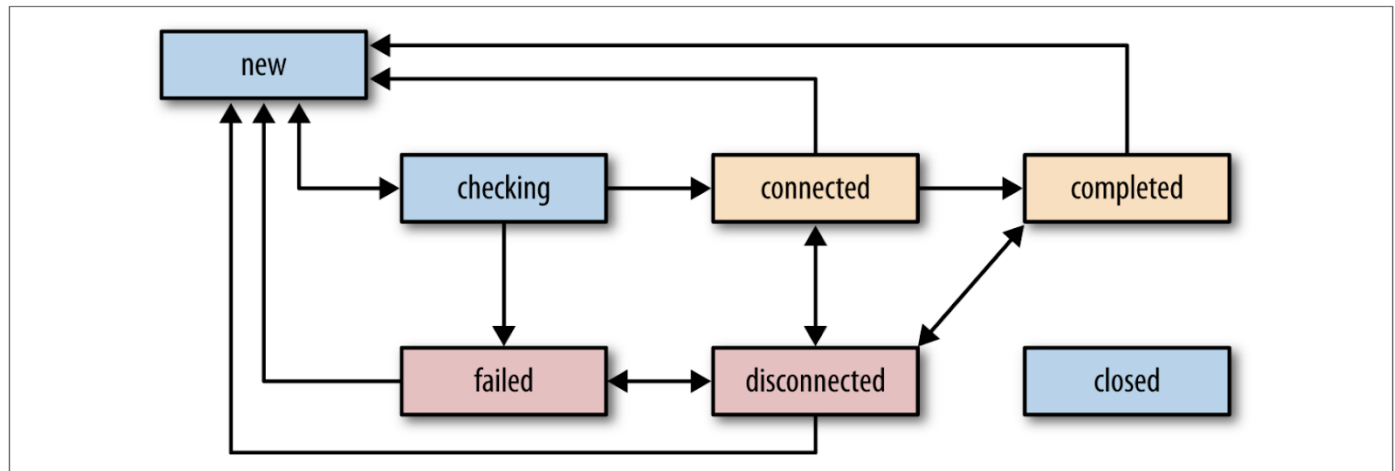 new
checking
connected
completed
failed
disconnected
closed